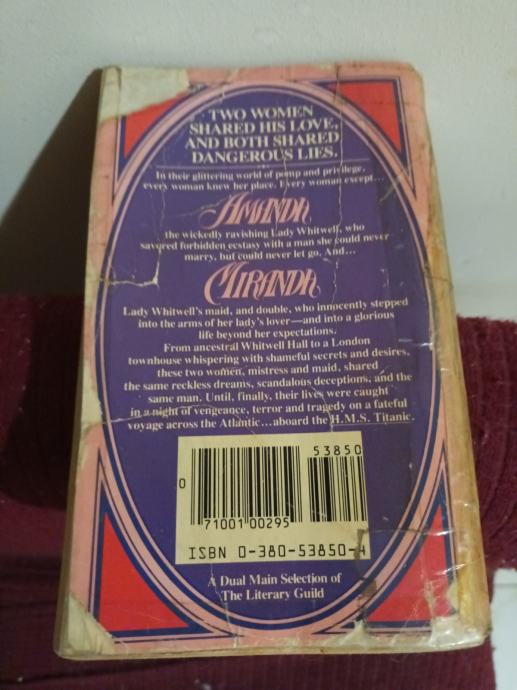 TWO WOMEN
SHARED HIS LOVE,
AND BOTH SHARED
DANGEROUS LIES.
In their glittering world of pomp and privilege,
every woman knew her place. Every woman except...
AMANDA
the wickedly ravishing Lady Whitwell, who
savored forbidden ecstasy with a man she could never
marry, but could never let go. And...
MIRANDA
Lady Whitwell's maid, and double, who innocently stepped
into the arms of her lady's lover—and into a glorious
life beyond her expectations.
From ancestral Whitwell Hall to a London
townhouse whispering with shameful secrets and desires,
these two women, mistress and maid, shared
the same reckless dreams, scandalous deceptions, and the
same man. Until, finally, their lives were caught
in a night of vengeance, terror and tragedy on a fateful
voyage across the Atlantic...aboard the H.M.S. Titanic.
53850
0
71001 00295
ISBN 0-380-53850-4
A Dual Main Selection of
The Literary Guild